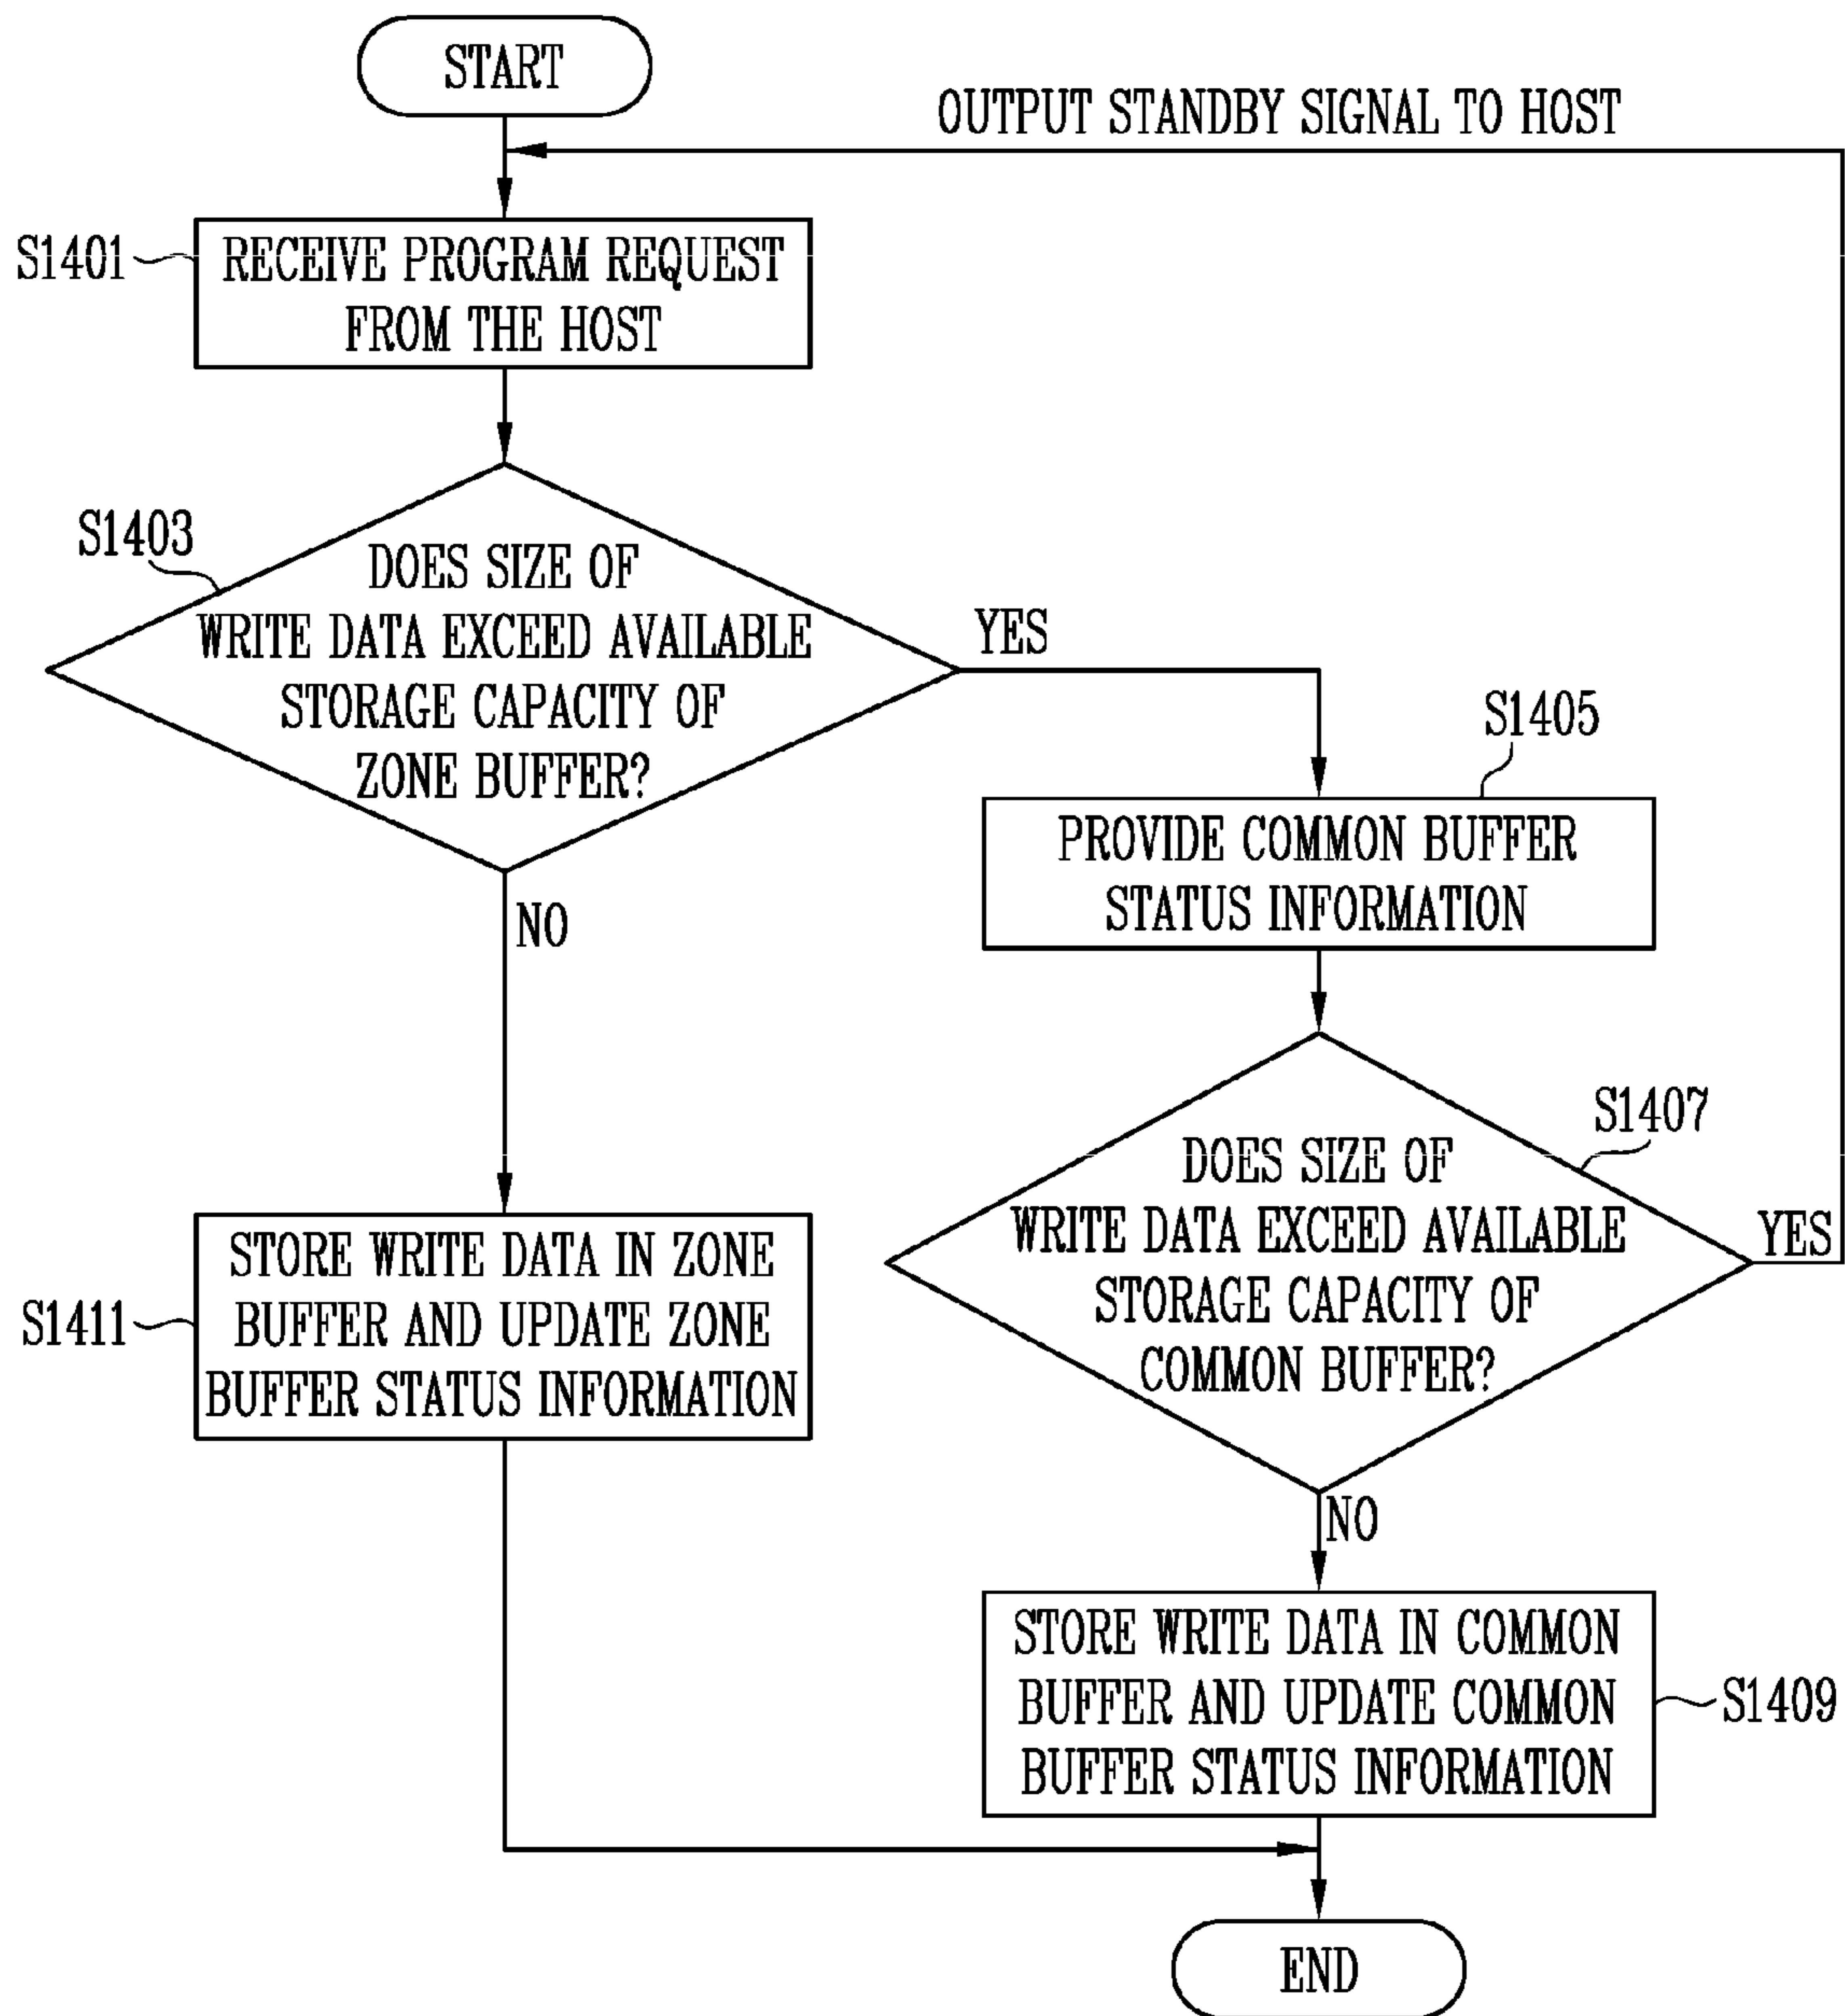 START
OUTPUT STANDBY SIGNAL TO HOST
S1401
RECEIVE PROGRAM REQUEST
FROM THE HOST
S1403
DOES SIZE OF
WRITE DATA EXCEED AVAILABLE
STORAGE CAPACITY OF
ZONE BUFFER?
YES
NO
S1405
PROVIDE COMMON BUFFER
STATUS INFORMATION
S1407
DOES SIZE OF
WRITE DATA EXCEED AVAILABLE
STORAGE CAPACITY OF
COMMON BUFFER?
YES
NO
S1411
STORE WRITE DATA IN ZONE
BUFFER AND UPDATE ZONE
BUFFER STATUS INFORMATION
STORE WRITE DATA IN COMMON
BUFFER AND UPDATE COMMON
BUFFER STATUS INFORMATION
S1409
END